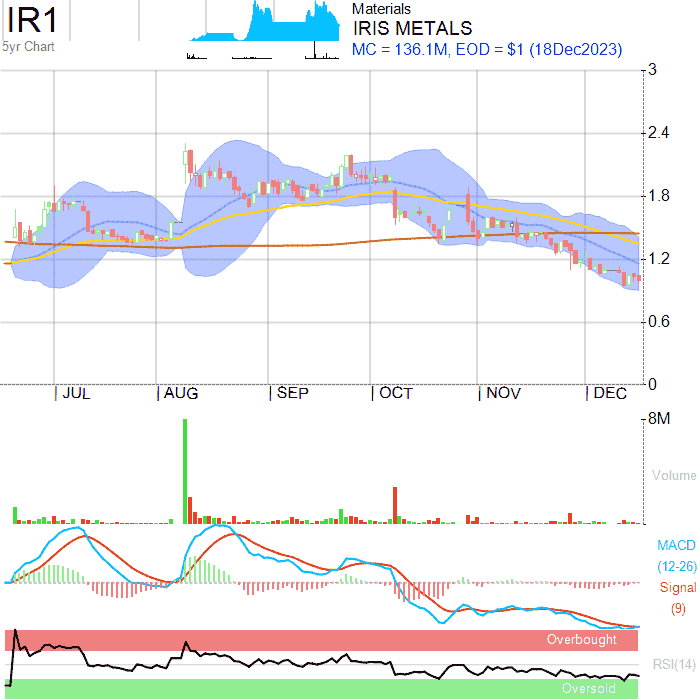 IR1
5yr Chart
Materials
IRIS METALS
MC = 136.1M, EOD = $1 (18Dec2023)
3
2.4
1.8
1.2
0.6
0
JUL AUG SEP OCT NOV DEC
8M
Volume
MACD
(12-26)
Signal
(9)
Overbought
RSI(14)
Oversold